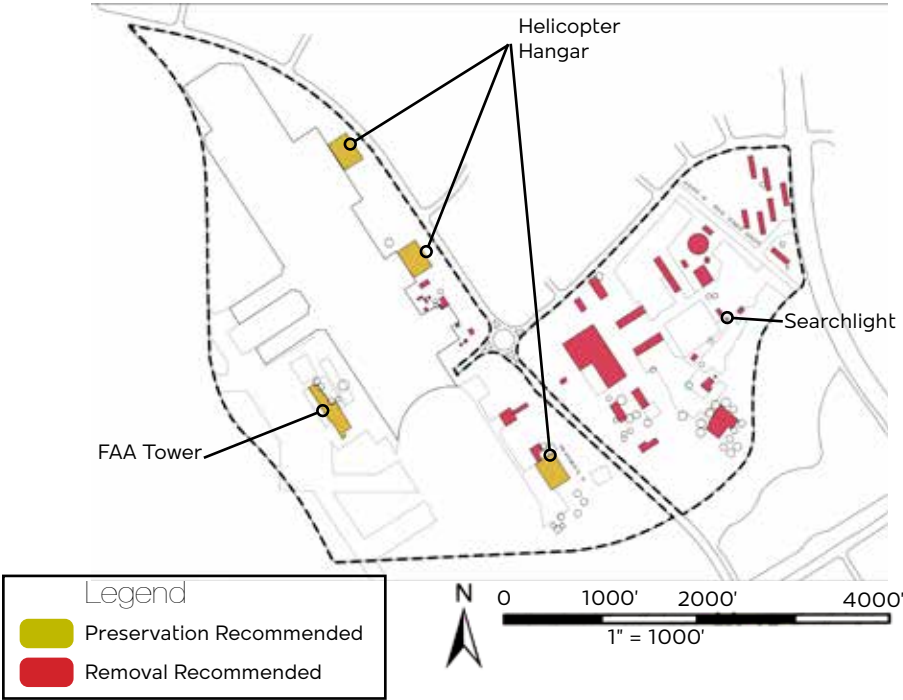 Helicopter
Hangar
Searchlight
FAA Tower
Legend
Preservation Recommended
Removal Recommended
N
0 1000' 2000' 4000'
1" = 1000'